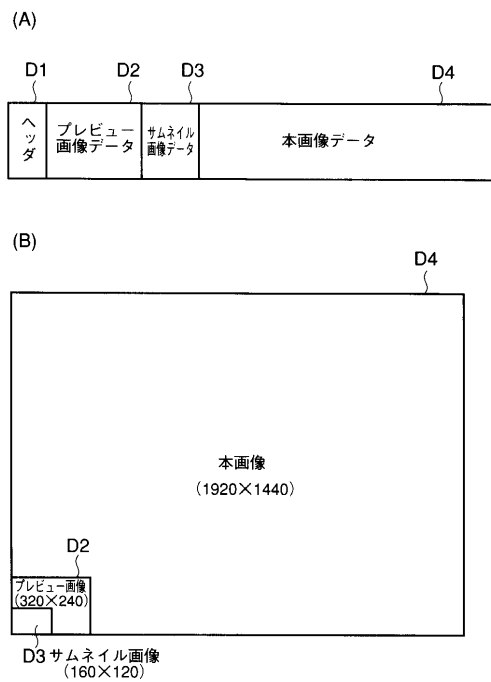 (A)
D1 D2 D3 D4
ヘッダ
プレビュー
画像データ
サムネイル
画像データ
本画像データ
(B)
D4
本画像
(1920×1440)
D2
プレビュー画像
(320×240)
D3 サムネイル画像
(160×120)